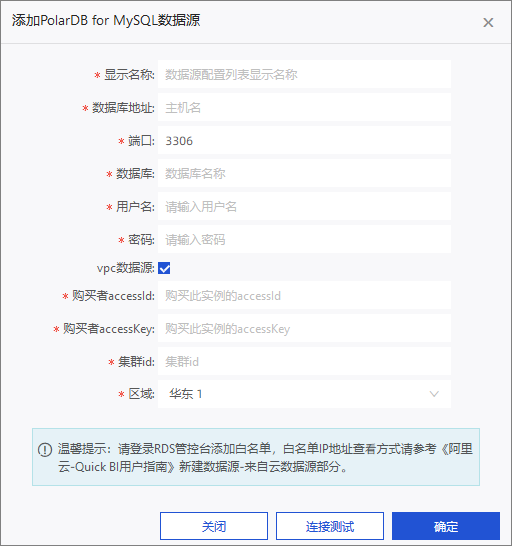 添加PolarDB for MySQL数据源
* 显示名称: 数据源配置列表显示名称
* 数据库地址: 主机名
* 端口: 3306
* 数据库: 数据库名称
* 用户名: 请输入用户名
* 密码: 请输入密码
vpc数据源:
* 购买者accessId: 购买此实例的accessId
* 购买者accessKey: 购买此实例的accessKey
* 集群id: 集群id
* 区域: 华东 1
温馨提示：请登录RDS管控台添加白名单，白名单IP地址查看方式请参考《阿里
云-Quick BI用户指南》新建数据源-来自云数据源部分。
关闭 连接测试 确定